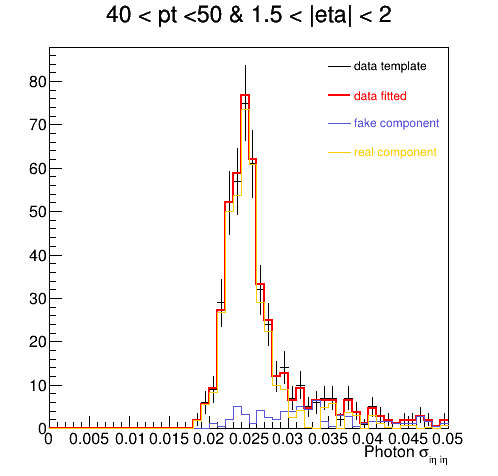 40 < pt <50 & 1.5 < |eta| < 2
data template
data fitted
fake component
real component
80
70
60
50
40
30
20
10
0
0 0.005 0.01 0.015 0.02 0.025 0.03 0.035 0.04 0.045 0.05
Photon σiη iη